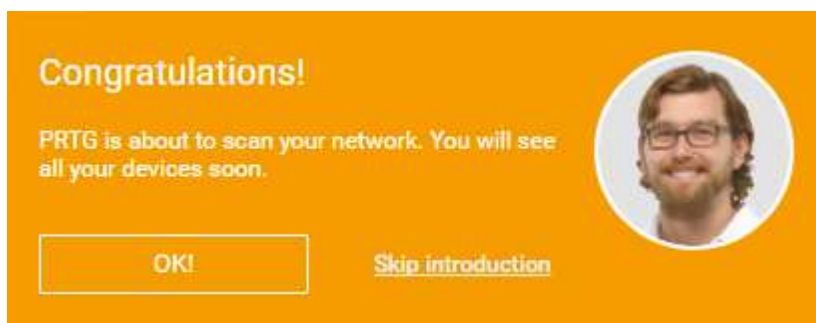 Congratulations!
PRTG is about to scan your network. You will see
all your devices soon.
OK!
Skip introduction